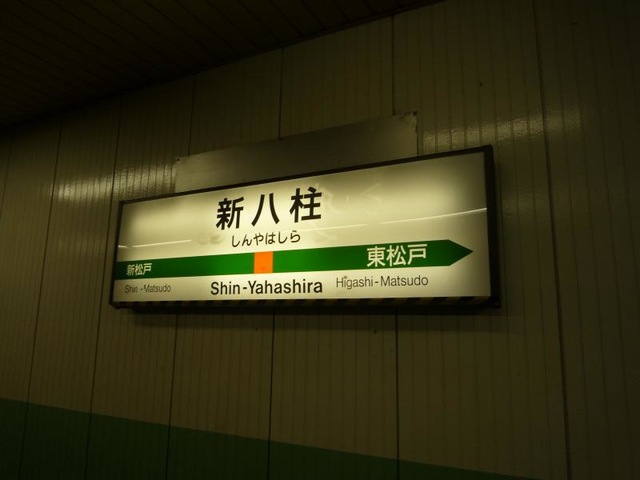 新八柱
しんやはしら
新松戸 東松戸
Shin-Matsudo Shin-Yahashira Higashi-Matsudo